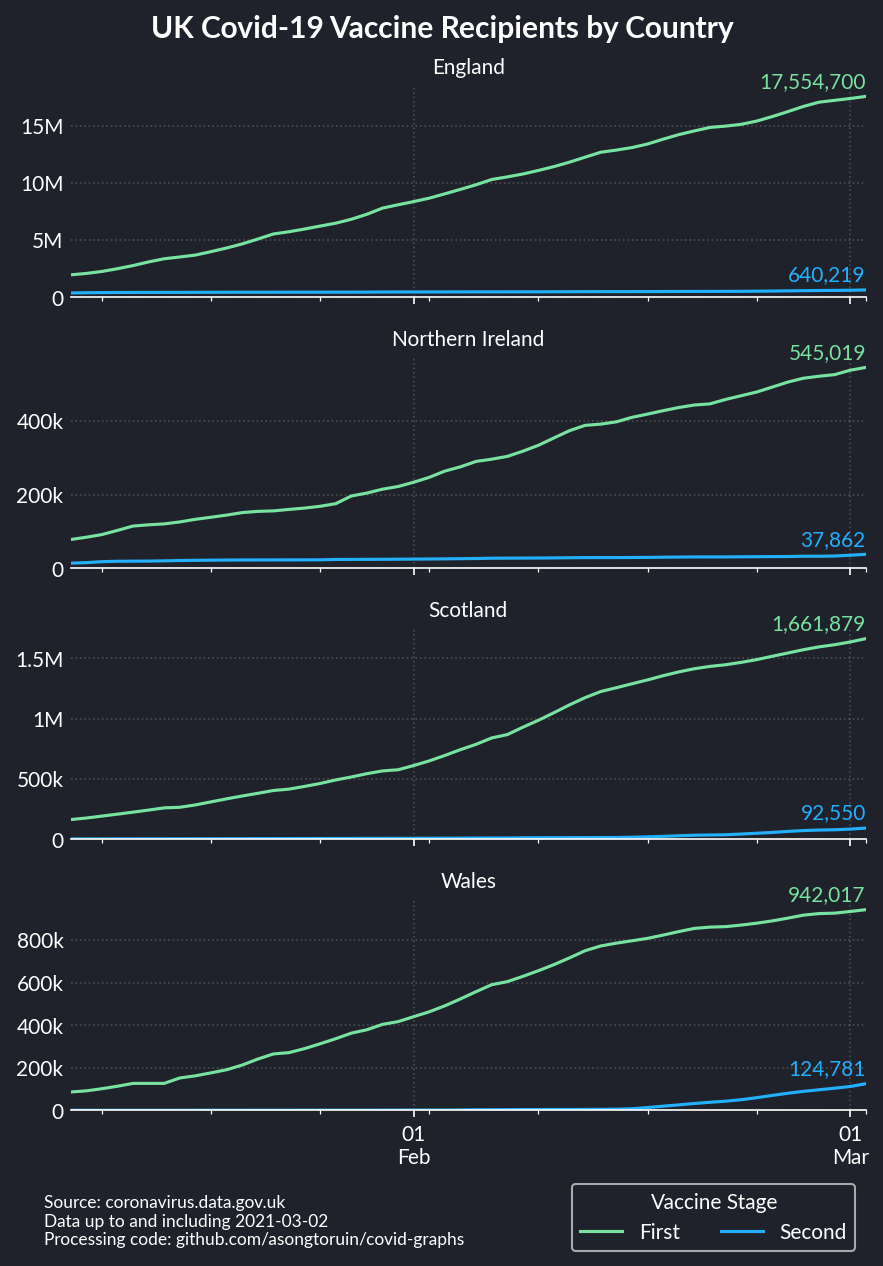 UK Covid-19 Vaccine Recipients by Country
England
17,554,700
15M
10M
5M
640,219
0
Northern Ireland
545,019
400k
200k
37,862
0
Scotland
1,661,879
1.5M
1M
500k
92,550
0
Wales
942,017
800k
600k
400k
200k
124,781
0
01 01
Feb Mar
Source: coronavirus.data.gov.uk
Data up to and including 2021-03-02
Processing code: github.com/asongtoruin/covid-graphs
Vaccine Stage
First Second